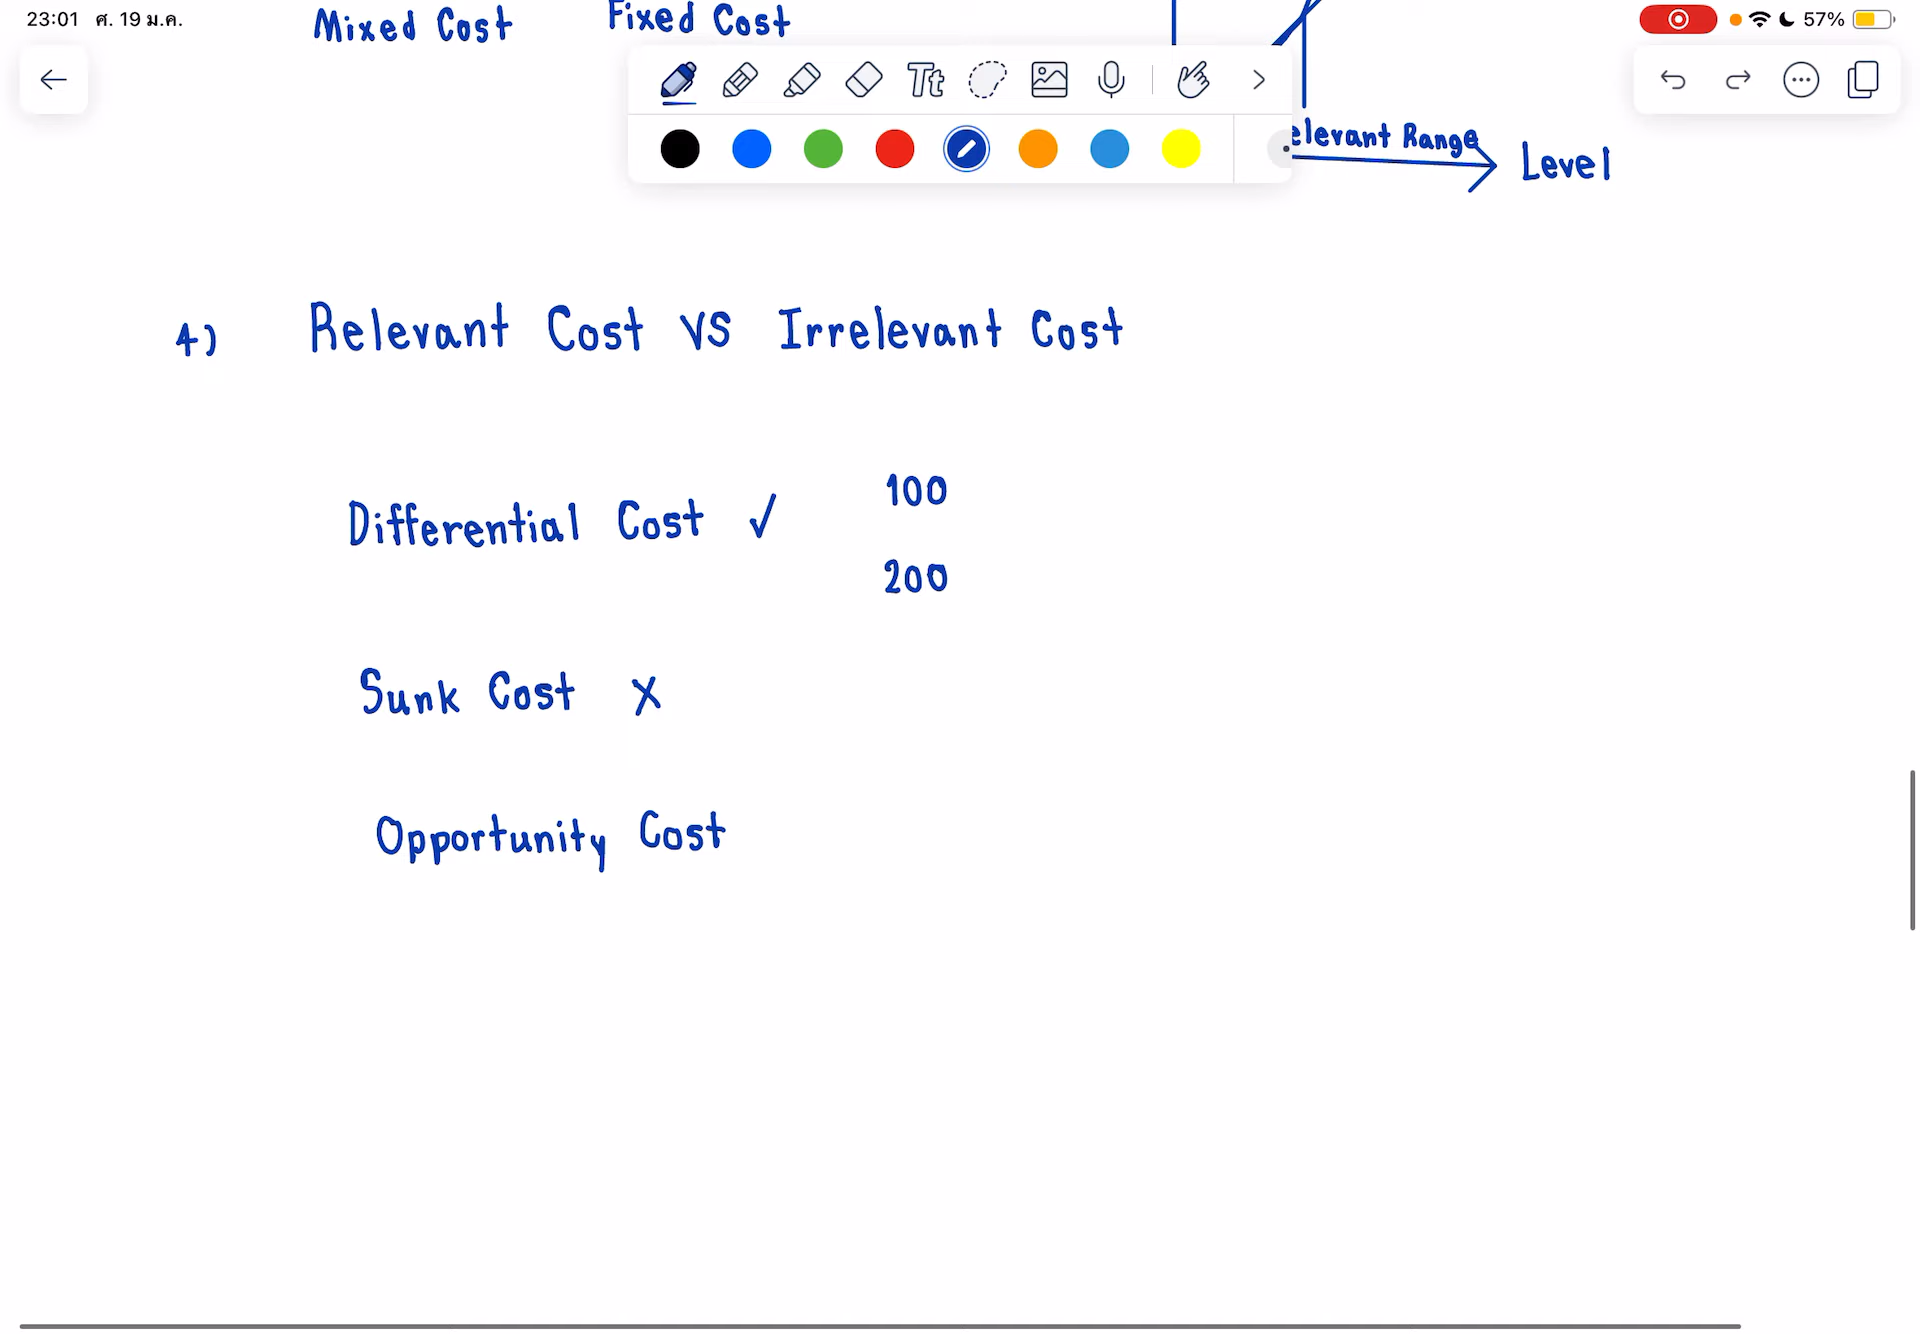 23:01 ศ. 19 ม.ค.
57%
Mixed Cost Fixed Cost
Tt
elevant Range
Level
4) Relevant Cost VS Irrelevant Cost
100
Differential Cost ✓
200
Sunk Cost X
Opportunity Cost